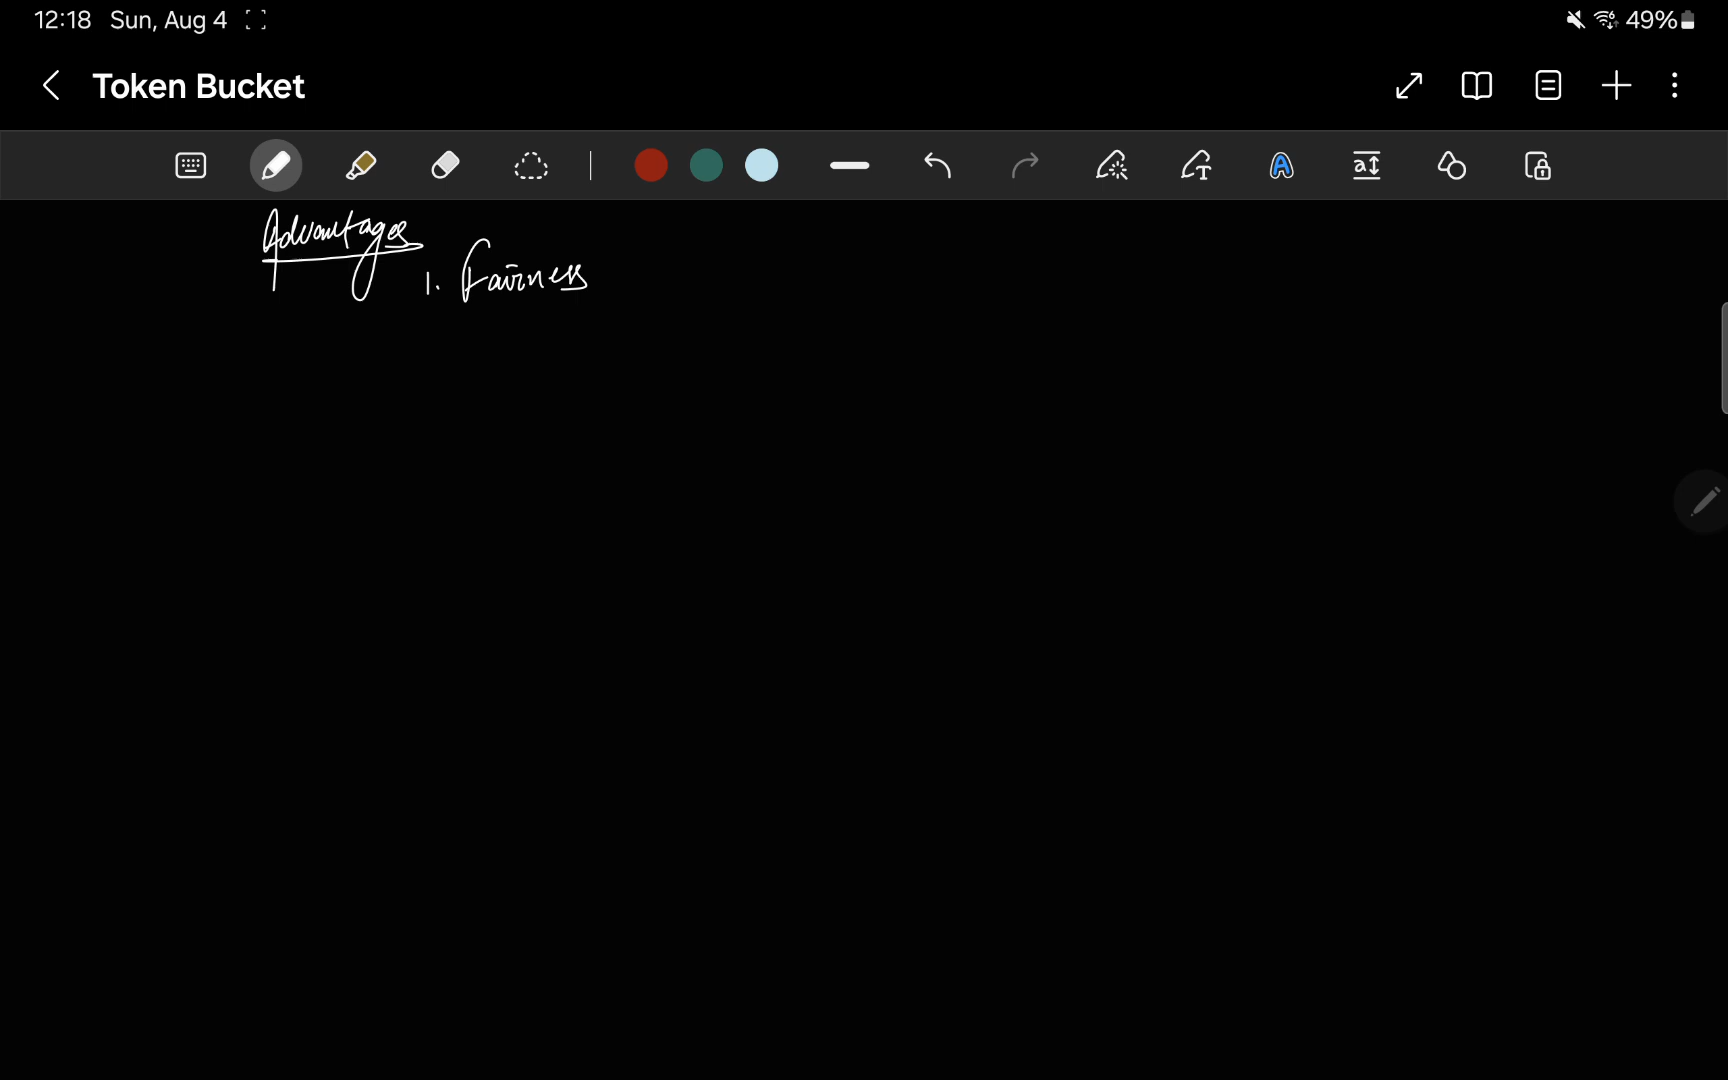 12:18 Sun, Aug 4 49%
Token Bucket
Advantages
1. Fairness